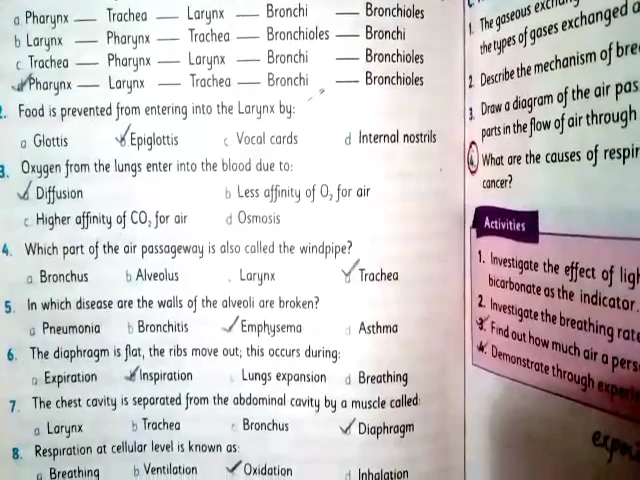 a Pharynx — Trachea — Larynx — Bronchi — Bronchioles
b Larynx — Pharynx — Trachea — Bronchioles — Bronchi
c. Trachea — Pharynx — Larynx — Bronchi — Bronchioles
Pharynx — Larynx — Trachea — Bronchi — Bronchioles
2. Food is prevented from entering into the Larynx by:
a Glottis b Epiglottis c. Vocal cards d Internal nostrils
3. Oxygen from the lungs enter into the blood due to:
Diffusion b Less affinity of O₂ for air
c. Higher affinity of CO₂ for air d Osmosis
4. Which part of the air passageway is also called the windpipe?
a Bronchus b Alveolus c. Larynx Trachea
5. In which disease are the walls of the alveoli are broken?
a Pneumonia b Bronchitis Emphysema d Asthma
6. The diaphragm is flat, the ribs move out; this occurs during:
a Expiration Inspiration c. Lungs expansion d Breathing
7. The chest cavity is separated from the abdominal cavity by a muscle called:
a Larynx b Trachea c. Bronchus Diaphragm
8. Respiration at cellular level is known as:
a Breathing b Ventilation Oxidation d Inhalation
1. The gaseous
the types of gases exchanged
2. Describe the mechanism of
3. Draw a diagram of the air
parts in the flow of air through
4. What are the causes of
cancer?
Activities
1. Investigate the effect of
bicarbonate as the indicator.
2. Investigate the breathing
3. Find out how much air a
4. Demonstrate through